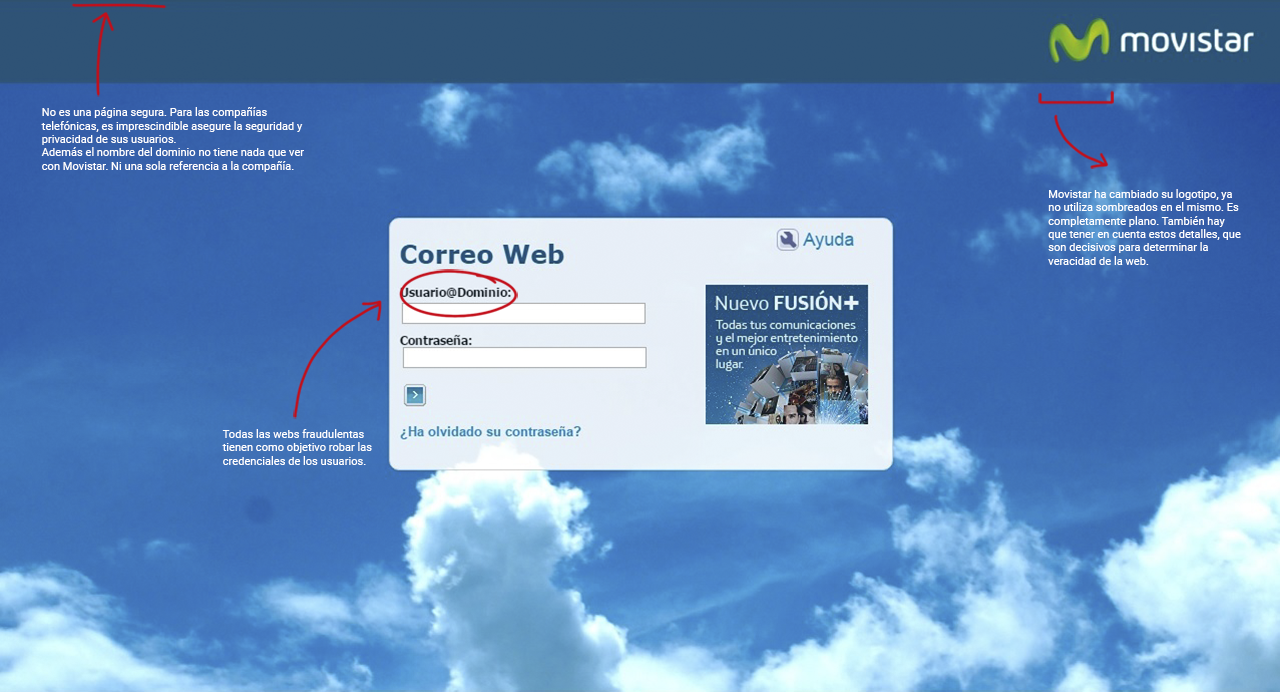 movistar
No es una página segura. Para las compañías
telefónicas, es imprescindible asegure la seguridad y
privacidad de sus usuarios.
Además el nombre del dominio no tiene nada que ver
con Movistar. Ni una sola referencia a la compañía.
Movistar ha cambiado su logotipo, ya
no utiliza sombreados en el mismo. Es
completamente plano. También hay
que tener en cuenta estos detalles, que
son decisivos para determinar la
veracidad de la web.
Ayuda
Correo Web
Usuario@Dominio:
Contraseña:
¿Ha olvidado su contraseña?
Nuevo FUSIÓN+
Todas tus comunicaciones
y el mejor entretenimiento
en un único
lugar.
Todas las webs fraudulentas
tienen como objetivo robar las
credenciales de los usuarios.